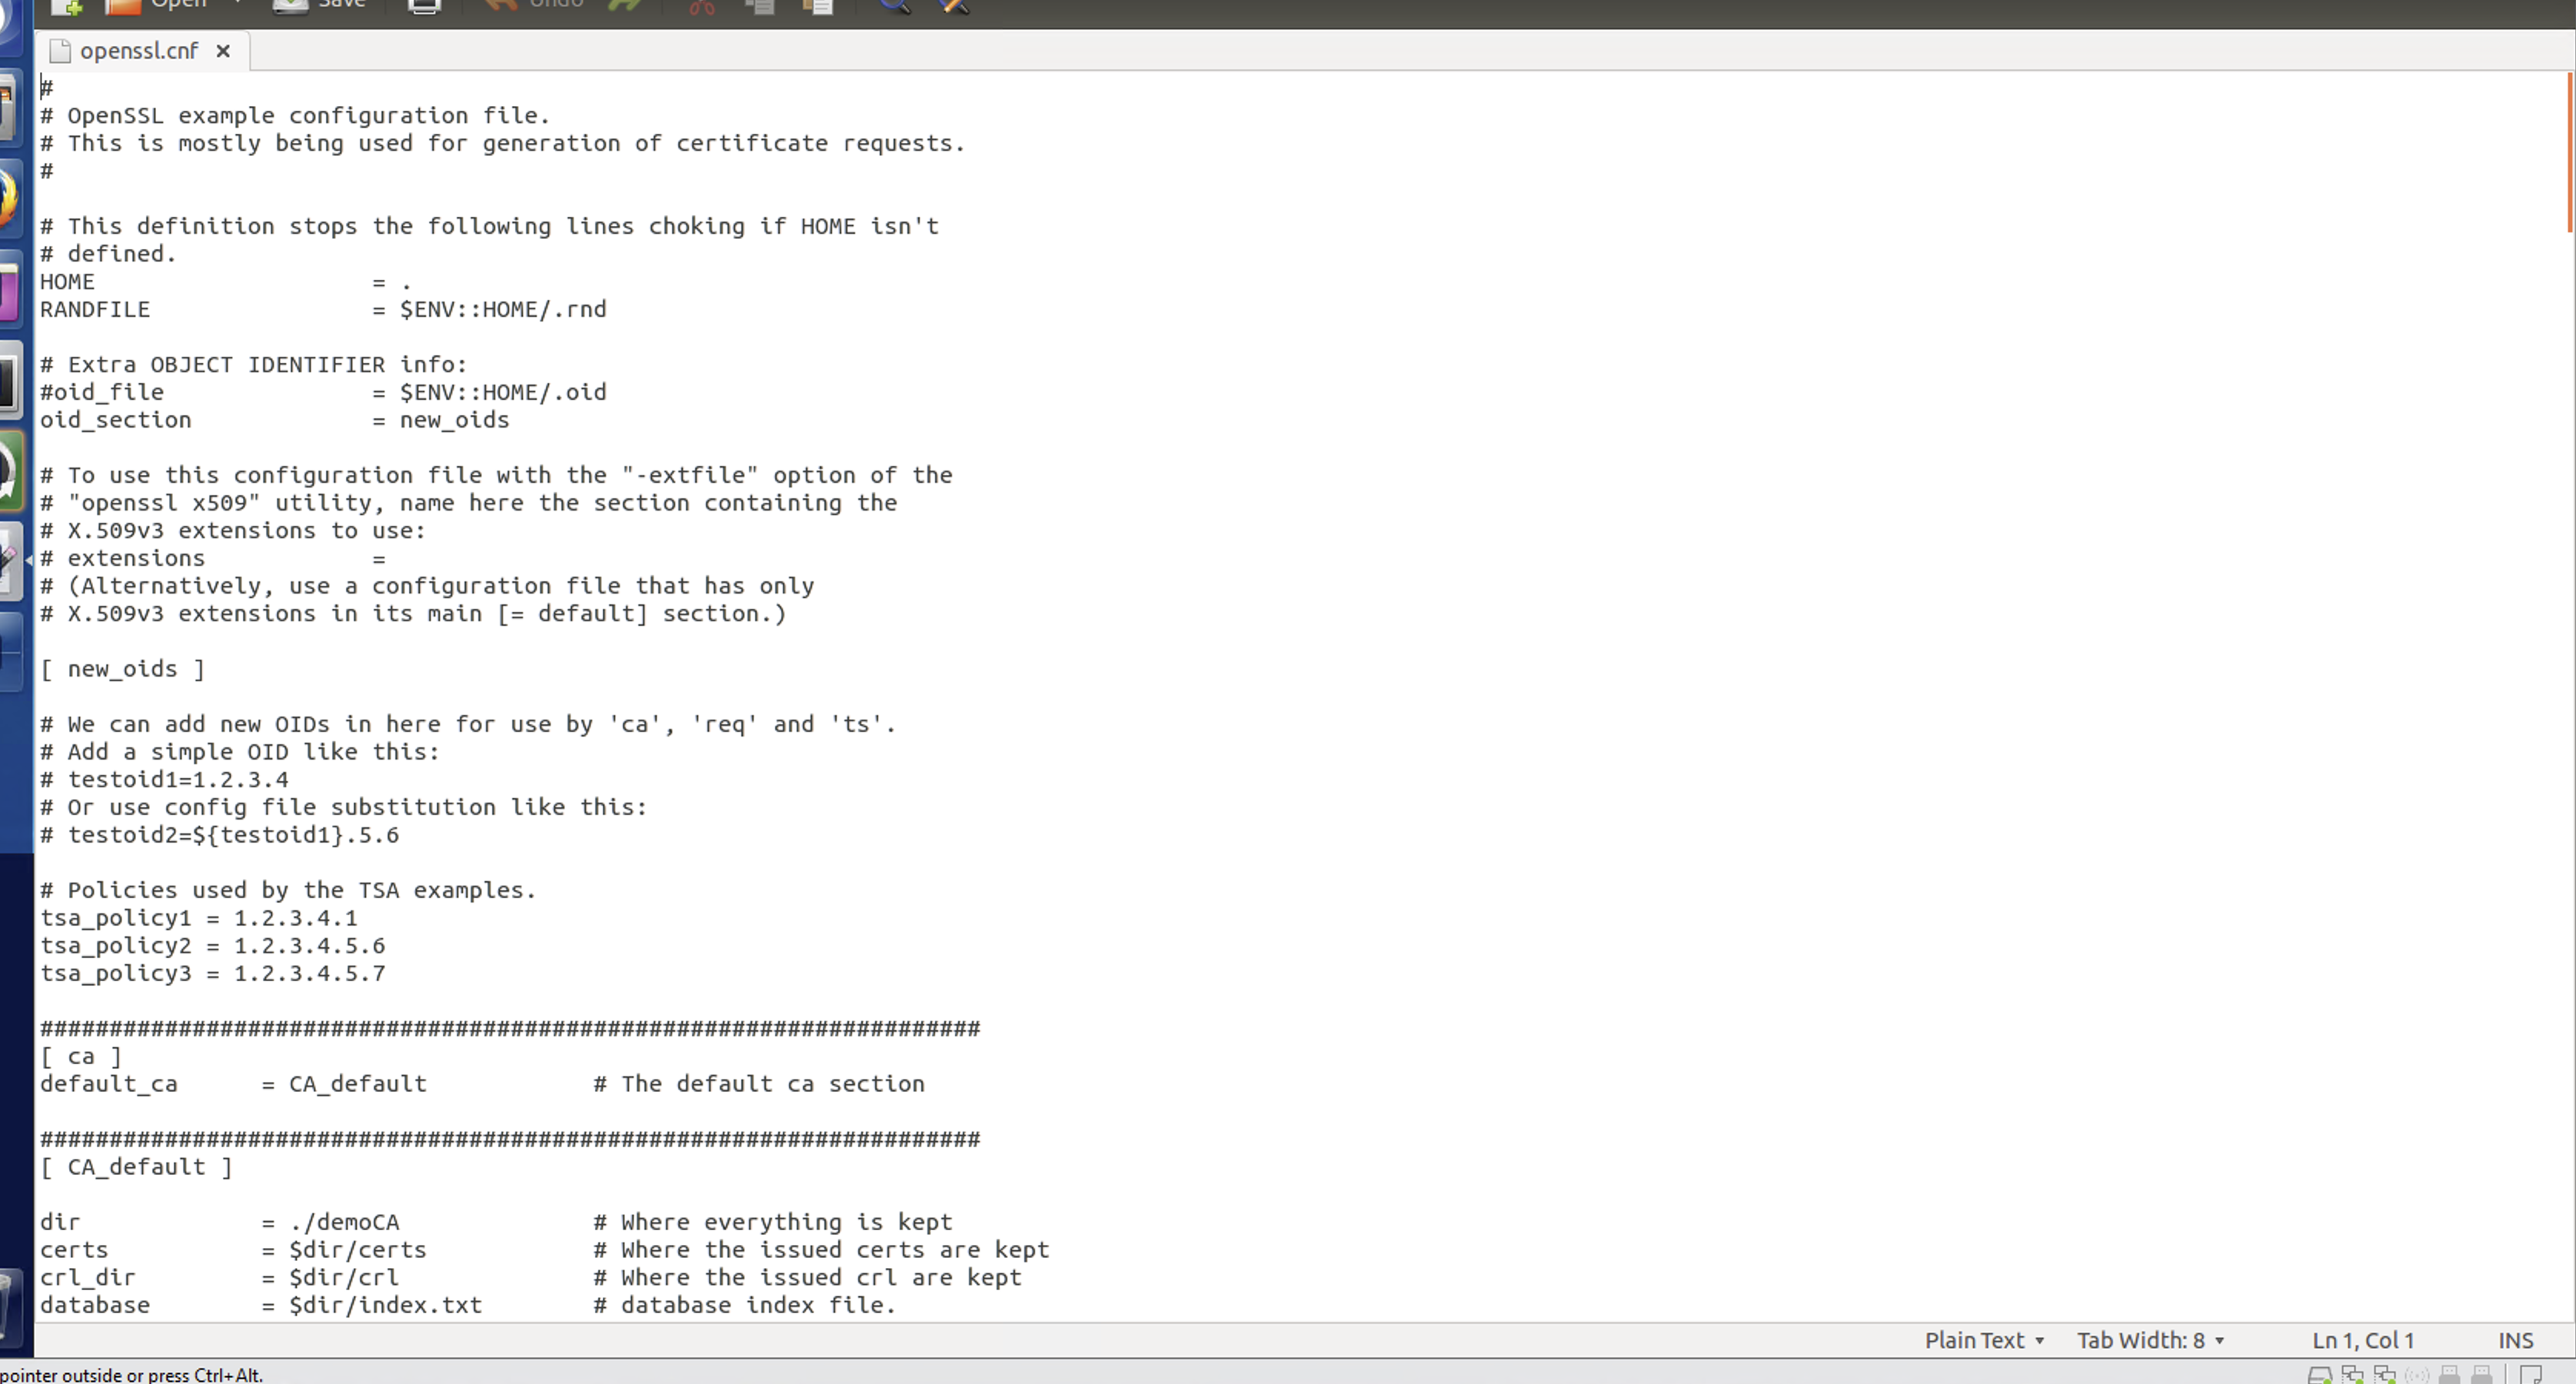 Open Save Undo
openssl.cnf
#
# OpenSSL example configuration file.
# This is mostly being used for generation of certificate requests.
#
# This definition stops the following lines choking if HOME isn't
# defined.
HOME = .
RANDFILE = $ENV::HOME/.rnd
# Extra OBJECT IDENTIFIER info:
#oid_file = $ENV::HOME/.oid
oid_section = new_oids
# To use this configuration file with the "-extfile" option of the
# "openssl x509" utility, name here the section containing the
# X.509v3 extensions to use:
# extensions =
# (Alternatively, use a configuration file that has only
# X.509v3 extensions in its main [= default] section.)
[ new_oids ]
# We can add new OIDs in here for use by 'ca', 'req' and 'ts'.
# Add a simple OID like this:
# testoid1=1.2.3.4
# Or use config file substitution like this:
# testoid2=${testoid1}.5.6
# Policies used by the TSA examples.
tsa_policy1 = 1.2.3.4.1
tsa_policy2 = 1.2.3.4.5.6
tsa_policy3 = 1.2.3.4.5.7
####################################################################
[ ca ]
default_ca = CA_default # The default ca section
####################################################################
[ CA_default ]
dir = ./demoCA # Where everything is kept
certs = $dir/certs # Where the issued certs are kept
crl_dir = $dir/crl # Where the issued crl are kept
database = $dir/index.txt # database index file.
Plain Text Tab Width: 8 Ln 1, Col 1 INS
pointer outside or press Ctrl+Alt.